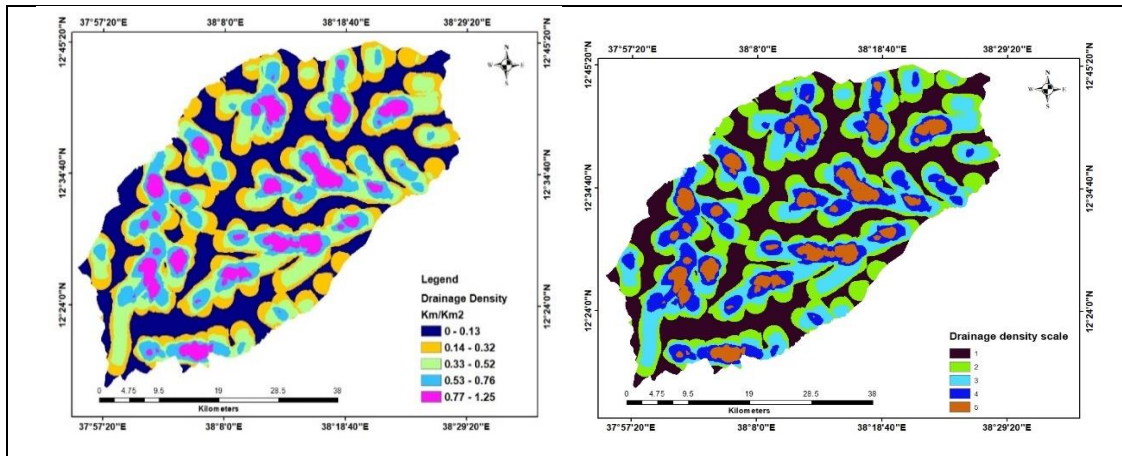 37°57'20"E 38°8'0"E 38°18'40"E 38°29'20"E
12°45'20"N 12°45'20"N
N
W E
S
12°34'40"N 12°34'40"N
12°24'0"N 12°24'0"N
Legend
Drainage Density
Km/Km2
0 - 0.13
0.14 - 0.32
0.33 - 0.52
0.53 - 0.76
0.77 - 1.25
0 4.75 9.5 19 28.5 38
Kilometers
37°57'20"E 38°8'0"E 38°18'40"E 38°29'20"E
37°57'20"E 38°8'0"E 38°18'40"E 38°29'20"E
12°45'20"N 12°45'20"N
N
W E
S
12°34'40"N 12°34'40"N
12°24'0"N 12°24'0"N
Drainage density scale
1
2
3
4
5
0 4.75 9.5 19 28.5 38
Kilometers
37°57'20"E 38°8'0"E 38°18'40"E 38°29'20"E